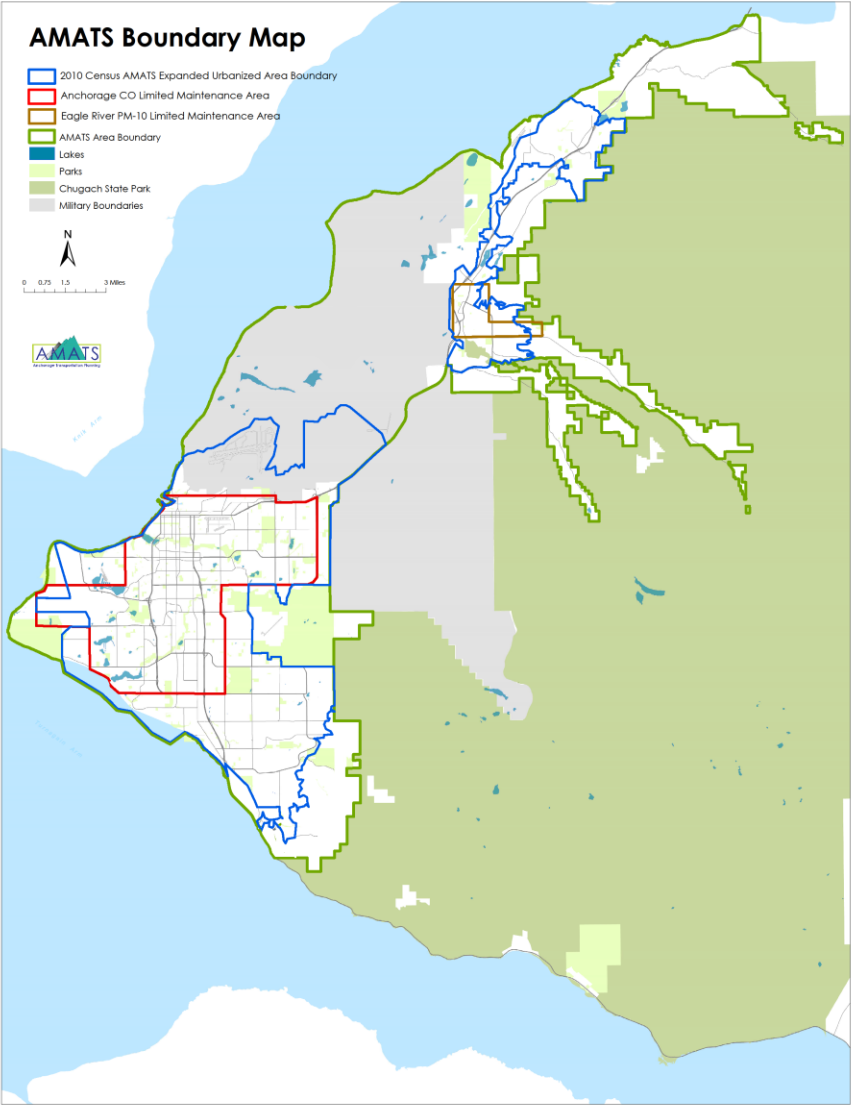 AMATS Boundary Map
2010 Census AMATS Expanded Urbanized Area Boundary
Anchorage CO Limited Maintenance Area
Eagle River PM-10 Limited Maintenance Area
AMATS Area Boundary
Lakes
Parks
Chugach State Park
Military Boundaries
N
0 0.75 1.5 3 Miles
AMATS
Anchorage Transportation Planning
Knik Arm